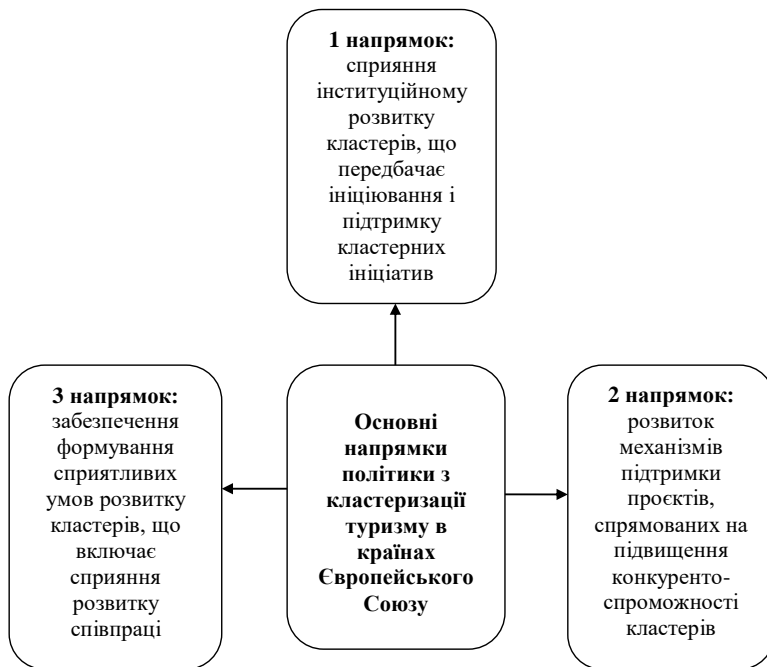 1 напрямок:
сприяння
інституційному
розвитку
кластерів, що
передбачає
ініціювання і
підтримку
кластерних
ініціатив
3 напрямок:
забезпечення
формування
сприятливих
умов розвитку
кластерів, що
включає
сприяння
розвитку
співпраці
Основні
напрямки
політики з
кластеризації
туризму в
країнах
Європейського
Союзу
2 напрямок:
розвиток
механізмів
підтримки
проєктів,
спрямованих на
підвищення
конкуренто-
спроможності
кластерів